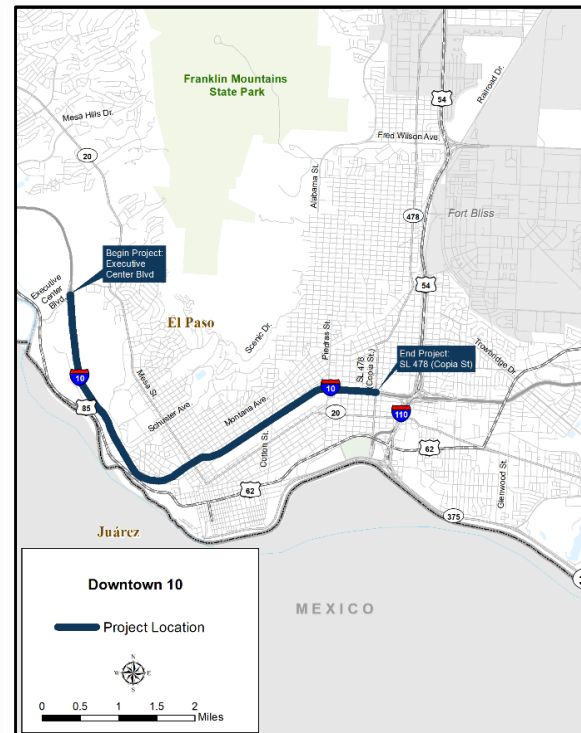 Franklin Mountains
State Park
Mesa Hills Dr.
20
54
Railroad Dr.
Fred Wilson Ave.
Alabama St.
478
Fort Bliss
Begin Project:
Executive
Center Blvd
Executive
Center
Blvd.
54
El Paso
Scenic Dr.
Piedras St.
SL 478
(Copia St.)
End Project:
SL 478 (Copia St)
Trowbridge Dr.
Mesa St.
10
85
Schuster Ave.
Montana Ave.
10
20
110
Cotton St.
62
62
Glenwood St.
375
Juárez
MEXICO
Downtown 10
Project Location
N
W
E
S
0 0.5 1 1.5 2
Miles